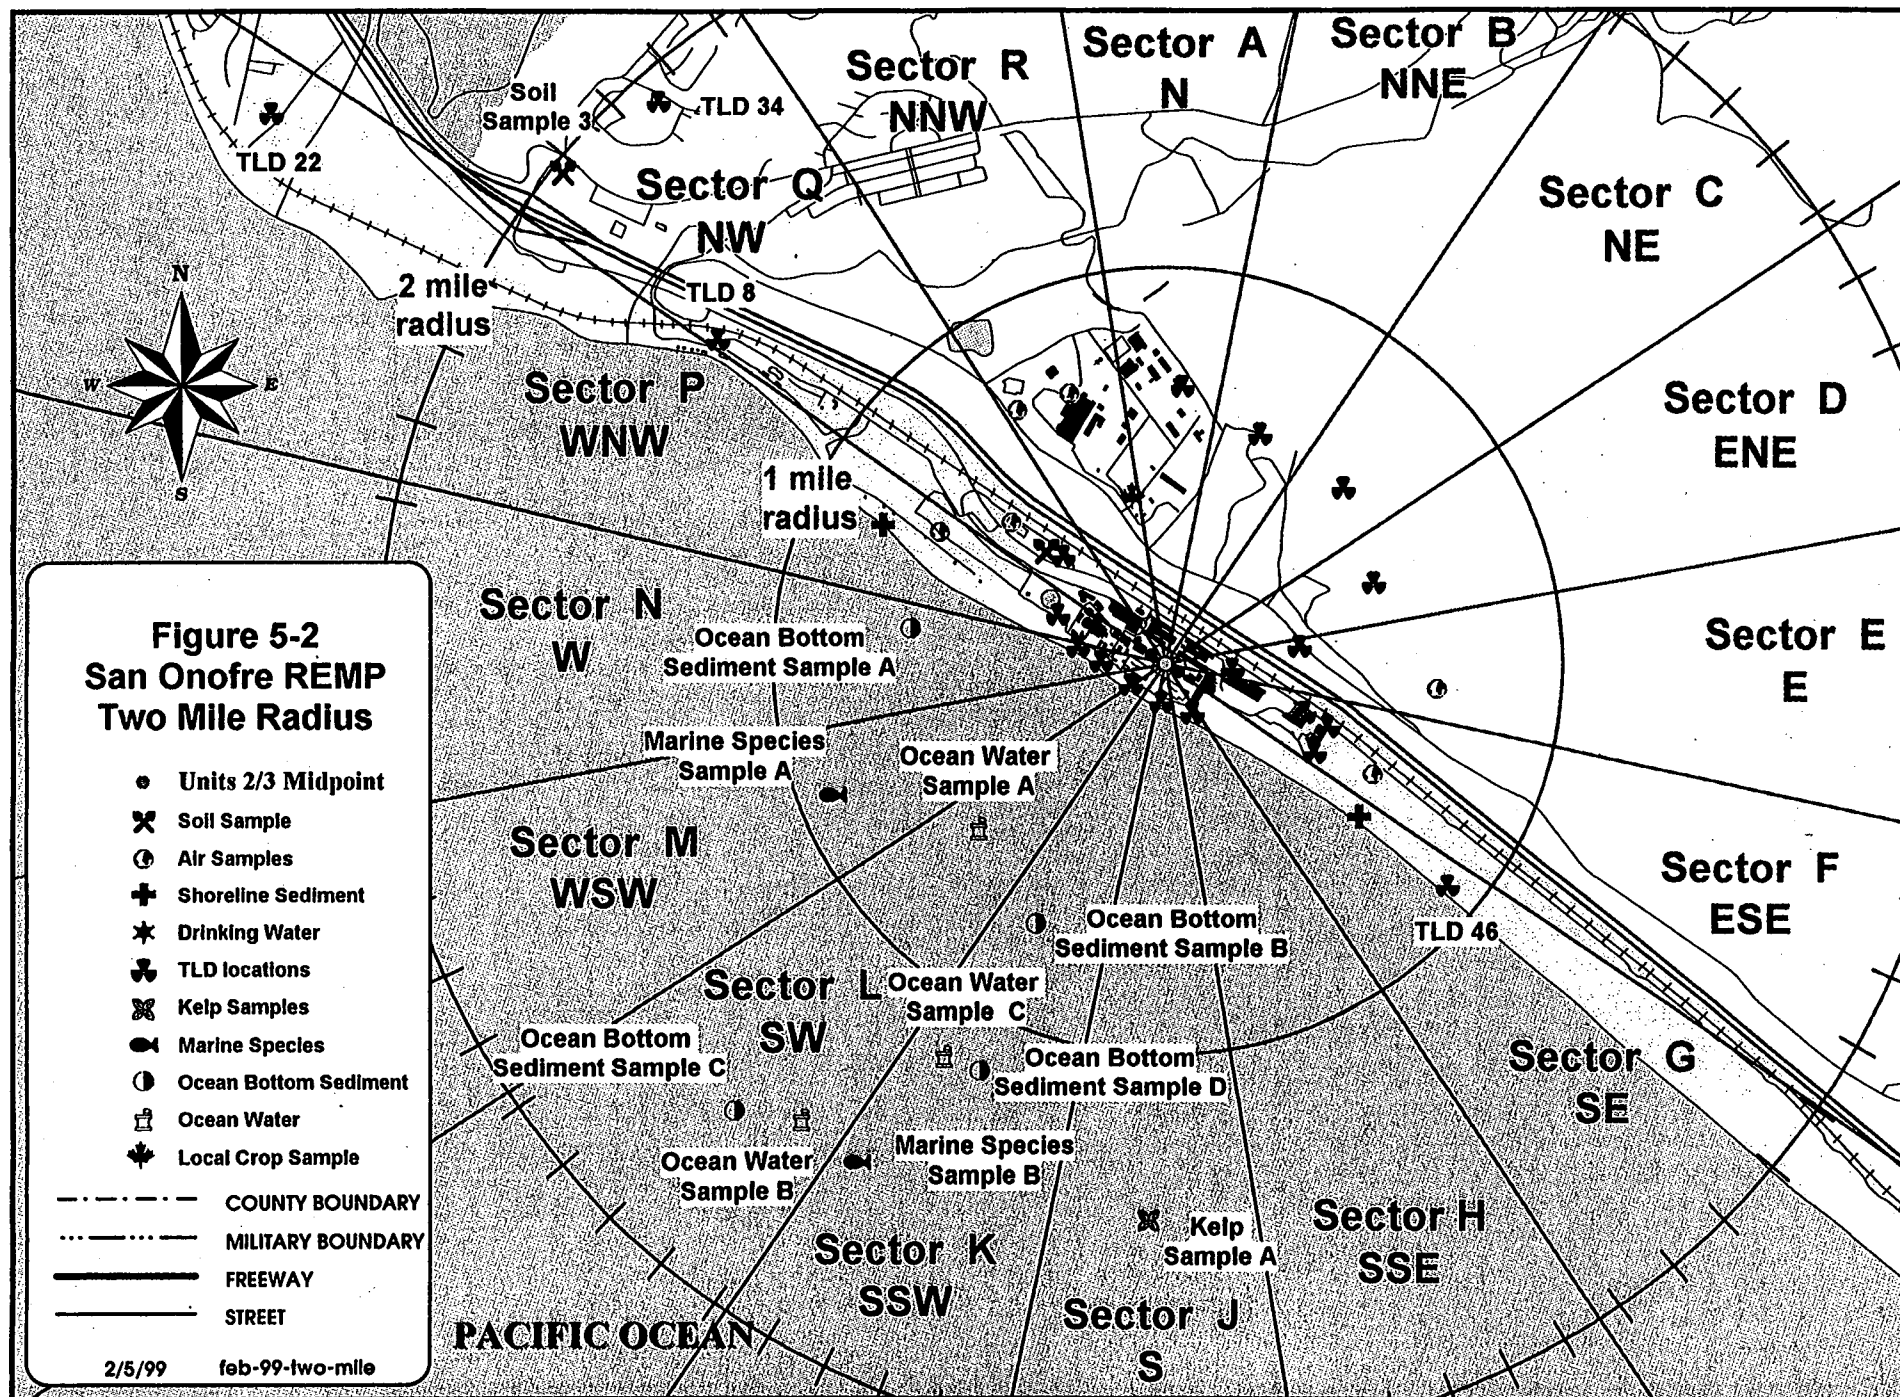 Sector A
N
Sector B
NNE
Sector R
NNW
Soil
Sample 3
TLD 34
TLD 22
Sector Q
NW
Sector C
NE
2 mile
radius
TLD 8
N
W
E
S
Sector P
WNW
Sector D
ENE
1 mile
radius
Sector N
W
Ocean Bottom
Sediment Sample A
Sector E
E
Marine Species
Sample A
Ocean Water
Sample A
Sector M
WSW
Sector F
ESE
Ocean Bottom
Sediment Sample B
TLD 46
Sector L
SW
Ocean Water
Sample C
Ocean Bottom
Sediment Sample C
Ocean Bottom
Sediment Sample D
Sector G
SE
Ocean Water
Sample B
Marine Species
Sample B
Kelp
Sample A
Sector H
SSE
Sector K
SSW
Sector J
S
PACIFIC OCEAN
Figure 5-2
San Onofre REMP
Two Mile Radius
Units 2/3 Midpoint
Soil Sample
Air Samples
Shoreline Sediment
Drinking Water
TLD locations
Kelp Samples
Marine Species
Ocean Bottom Sediment
Ocean Water
Local Crop Sample
COUNTY BOUNDARY
MILITARY BOUNDARY
FREEWAY
STREET
2/5/99 feb-99-two-mile